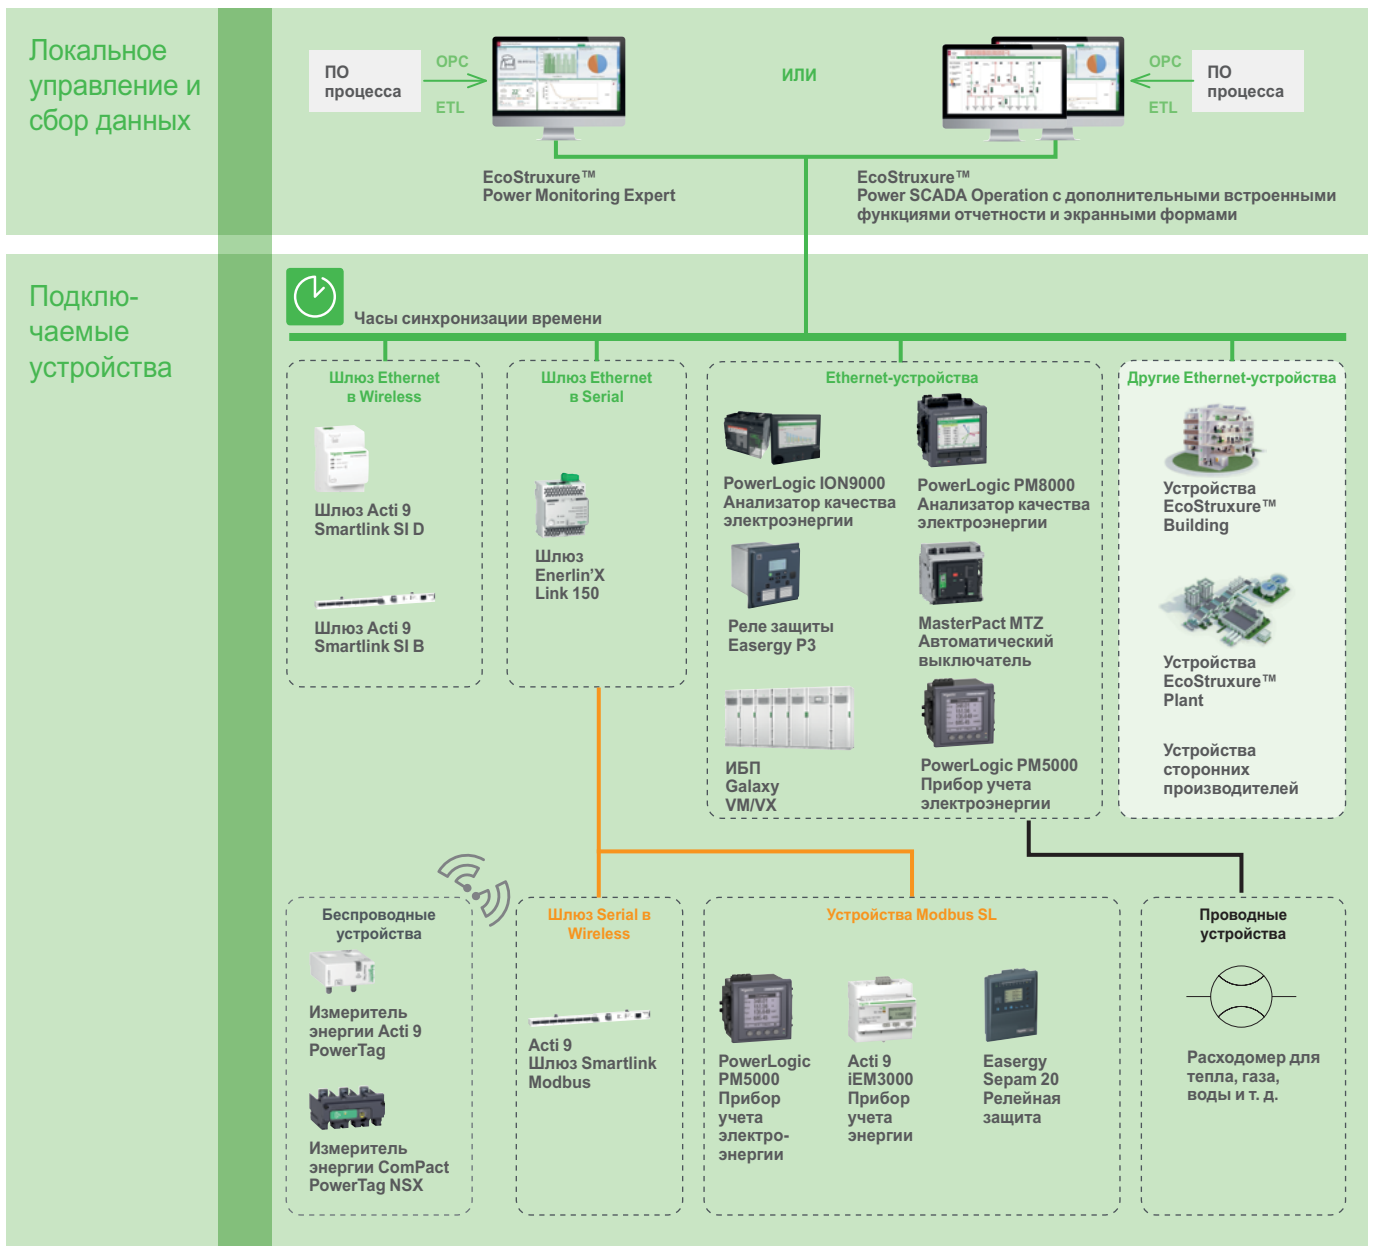 Локальное
управление и
сбор данных
ПО
процесса
OPC
ETL
ИЛИ
OPC
ETL
ПО
процесса
EcoStruxure™
Power Monitoring Expert
EcoStruxure™
Power SCADA Operation с дополнительными встроенными
функциями отчетности и экранными формами
Подклю-
чаемые
устройства
Часы синхронизации времени
Шлюз Ethernet
в Wireless
Шлюз Acti 9
Smartlink SI D
Шлюз Acti 9
Smartlink SI B
Шлюз Ethernet
в Serial
Шлюз
Enerlin’X
Link 150
Ethernet-устройства
PowerLogic ION9000
Анализатор качества
электроэнергии
PowerLogic PM8000
Анализатор качества
электроэнергии
Реле защиты
Easergy P3
MasterPact MTZ
Автоматический
выключатель
ИБП
Galaxy
VM/VX
PowerLogic PM5000
Прибор учета
электроэнергии
Другие Ethernet-устройства
Устройства
EcoStruxure™
Building
Устройства
EcoStruxure™
Plant
Устройства
сторонних
производителей
Беспроводные
устройства
Измеритель
энергии Acti 9
PowerTag
Измеритель
энергии ComPact
PowerTag NSX
Шлюз Serial в
Wireless
Acti 9
Шлюз Smartlink
Modbus
Устройства Modbus SL
PowerLogic
PM5000
Прибор
учета
электро-
энергии
Acti 9
iEM3000
Прибор
учета
энергии
Easergy
Sepam 20
Релейная
защита
Проводные
устройства
Расходомер для
тепла, газа,
воды и т. д.